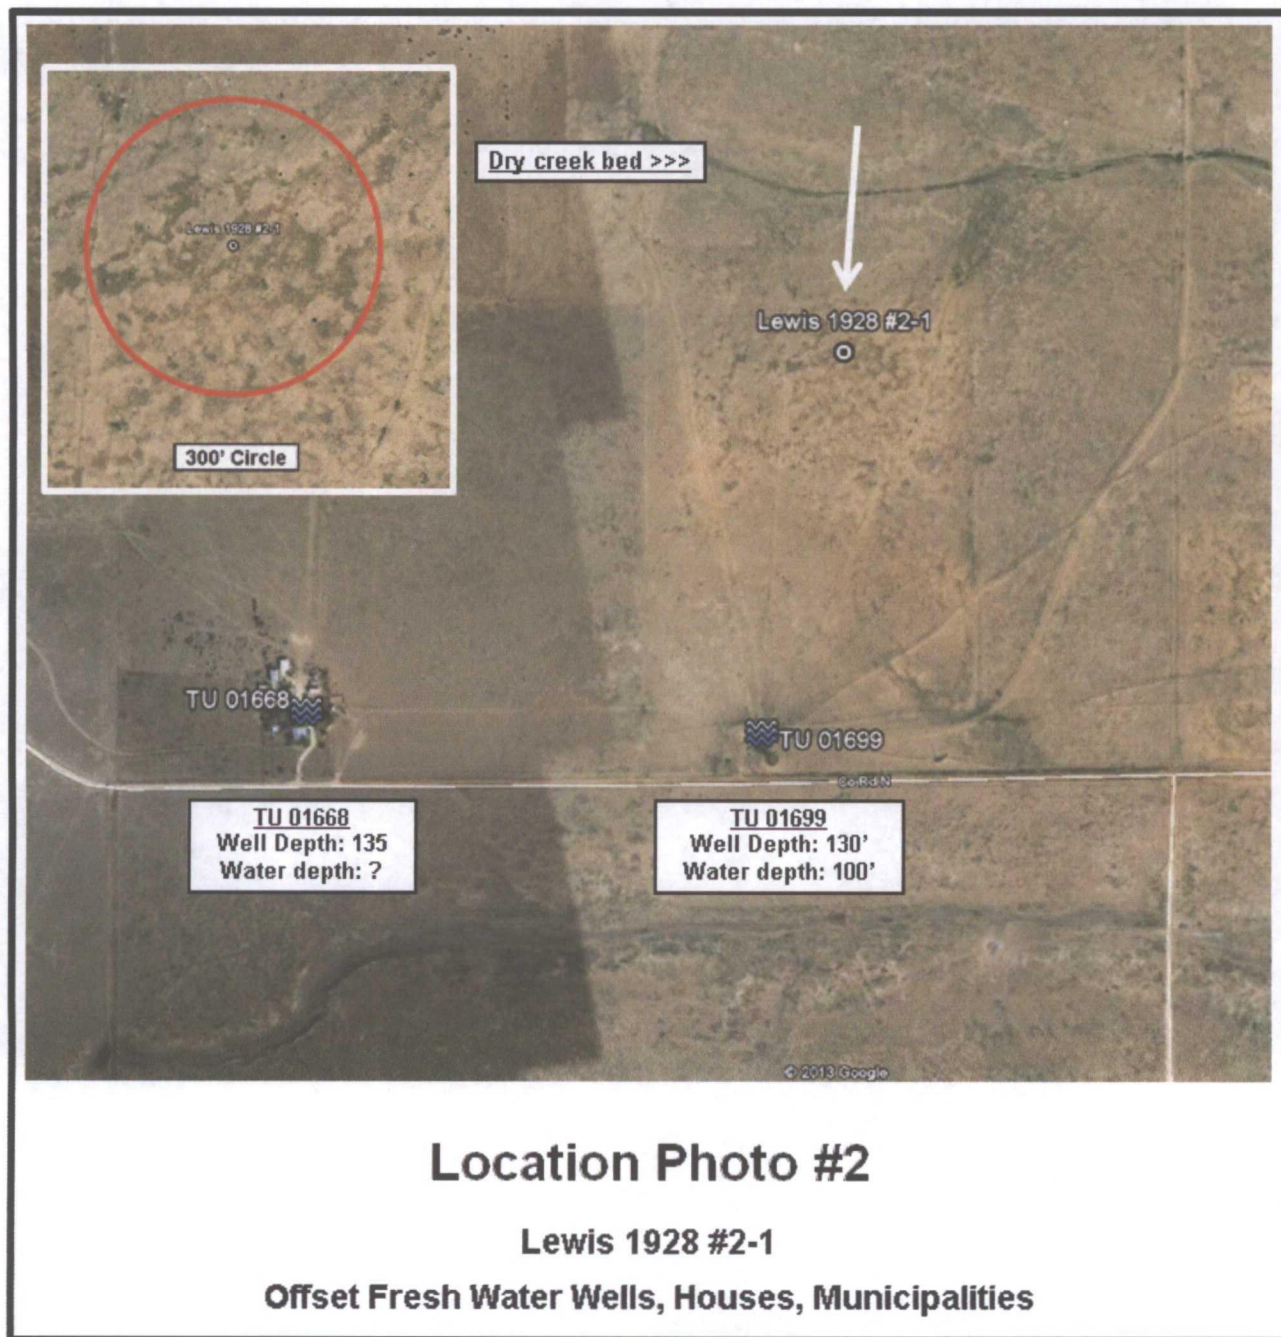 Lewis 1928 #2-1
300' Circle
Dry creek bed >>>
Lewis 1928 #2-1
TU 01668
TU 01699
Co Rd N
TU 01668
Well Depth: 135
Water depth: ?
TU 01699
Well Depth: 130'
Water depth: 100'
© 2013 Google
Location Photo #2
Lewis 1928 #2-1
Offset Fresh Water Wells, Houses, Municipalities